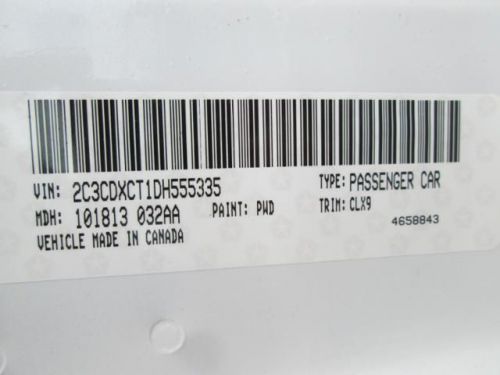 VIN: 2C3CDXCT1DH555335 TYPE: PASSENGER CAR
MDH: 101813 032AA PAINT: PWD TRIM: CLX9
VEHICLE MADE IN CANADA 4658843